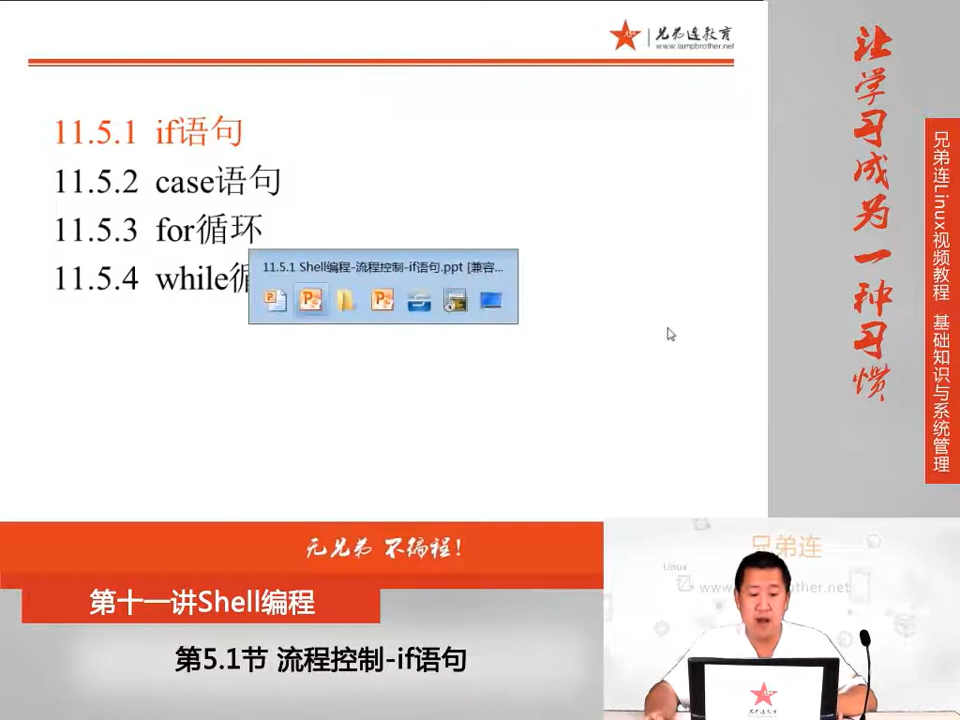 兄弟连教育
www.lampbrother.net
11.5.1 if语句
11.5.2 case语句
11.5.3 for循环
11.5.4 while循
11.5.1 Shell编程-流程控制-if语句.ppt [兼容...
让学习成为一种习惯
兄弟连Linux视频教程 基础知识与系统管理
无兄弟 不编程！
第十一讲Shell编程
第5.1节 流程控制-if语句
兄弟连
Linux
兄弟连教育